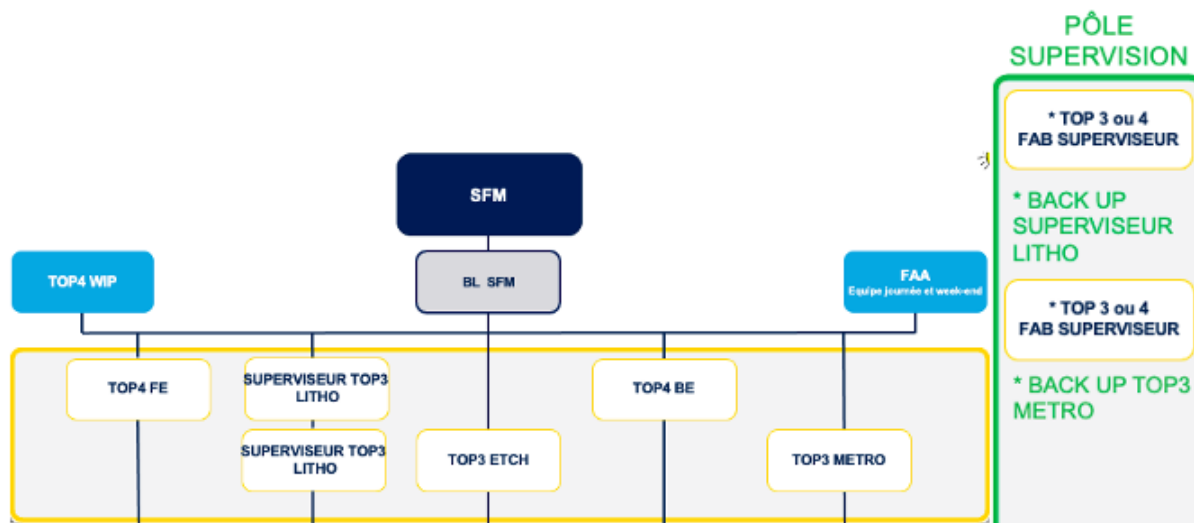 PÔLE
SUPERVISION
* TOP 3 ou 4
FAB SUPERVISEUR
* BACK UP
SUPERVISEUR
LITHO
* TOP 3 ou 4
FAB SUPERVISEUR
* BACK UP TOP3
METRO
SFM
TOP4 WIP
BL SFM
FAA
Equipe journée et week-end
TOP4 FE
SUPERVISEUR TOP3
LITHO
TOP4 BE
SUPERVISEUR TOP3
LITHO
TOP3 ETCH
TOP3 METRO